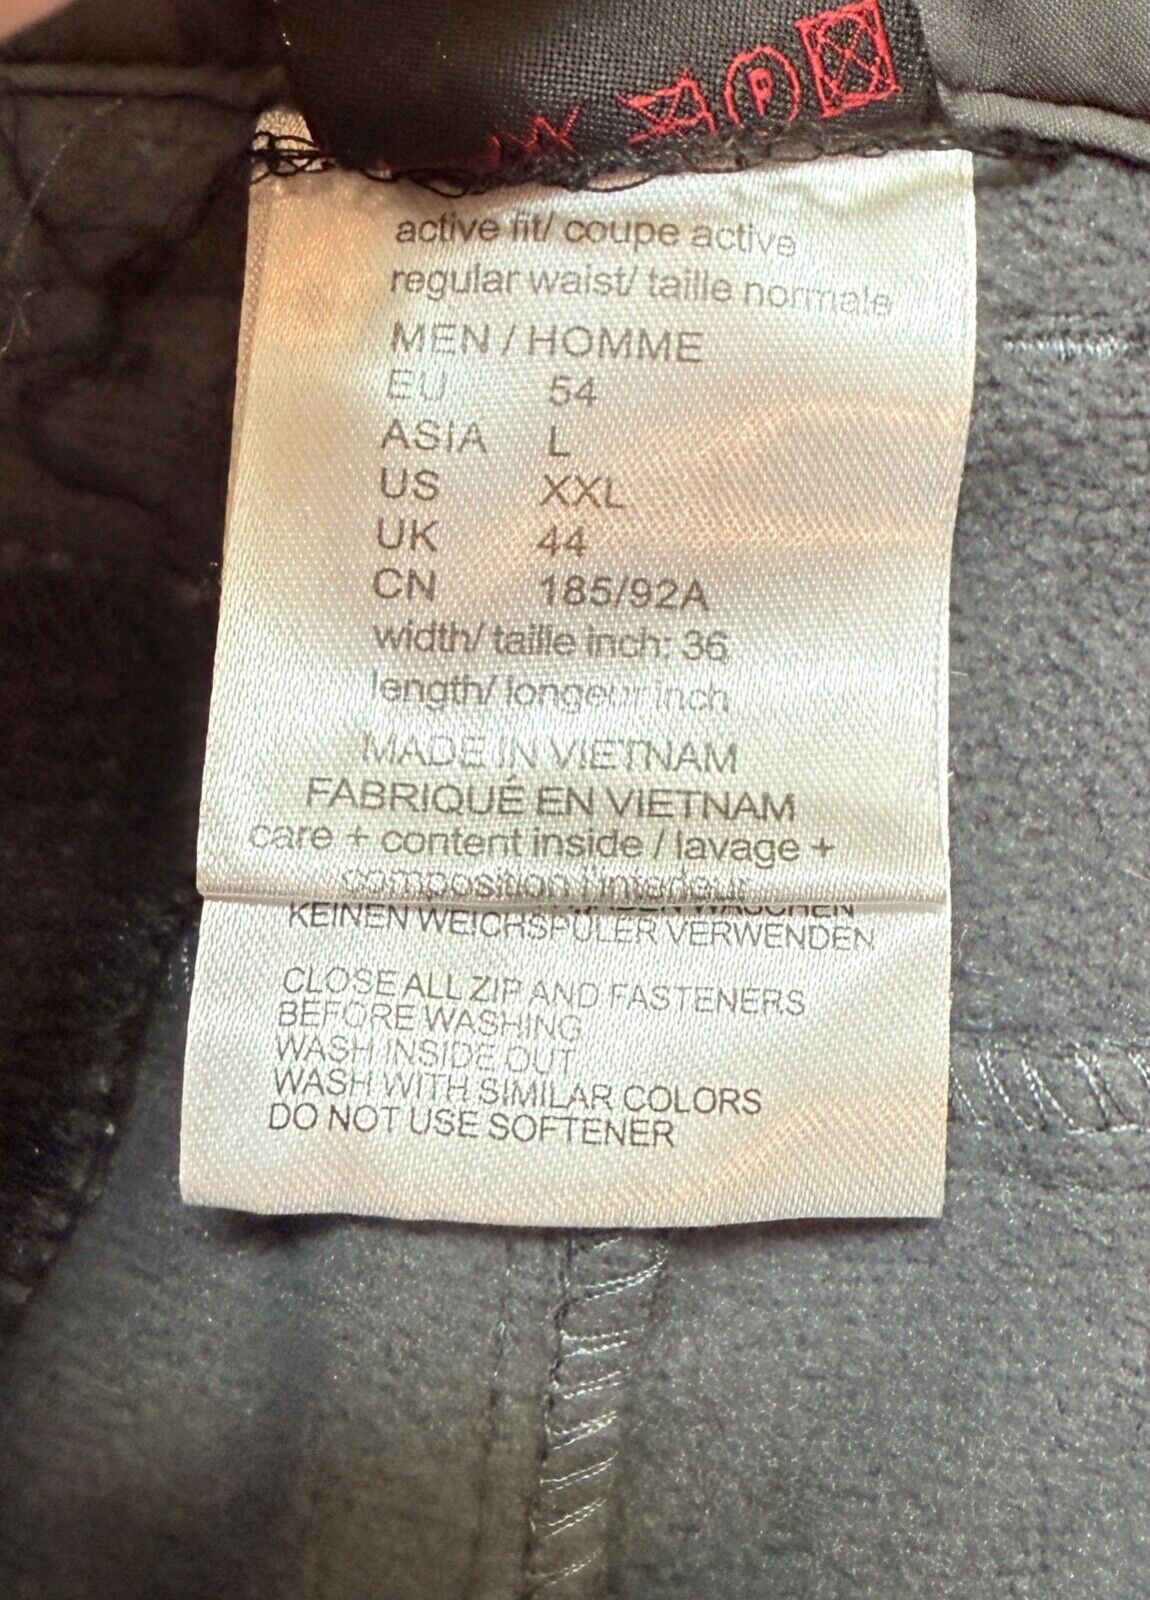 P
active fit/ coupe active
regular waist/ taille normale
MEN / HOMME
EU 54
ASIA L
US XXL
UK 44
CN 185/92A
width/ taille inch: 36
length/ longeur inch
MADE IN VIETNAM
FABRIQUÉ EN VIETNAM
care + content inside / lavage +
composition l'intadeur
WASCHEN
KEINEN WEICHSPÜLER VERWENDEN
CLOSE ALL ZIP AND FASTENERS
BEFORE WASHING
WASH INSIDE OUT
WASH WITH SIMILAR COLORS
DO NOT USE SOFTENER